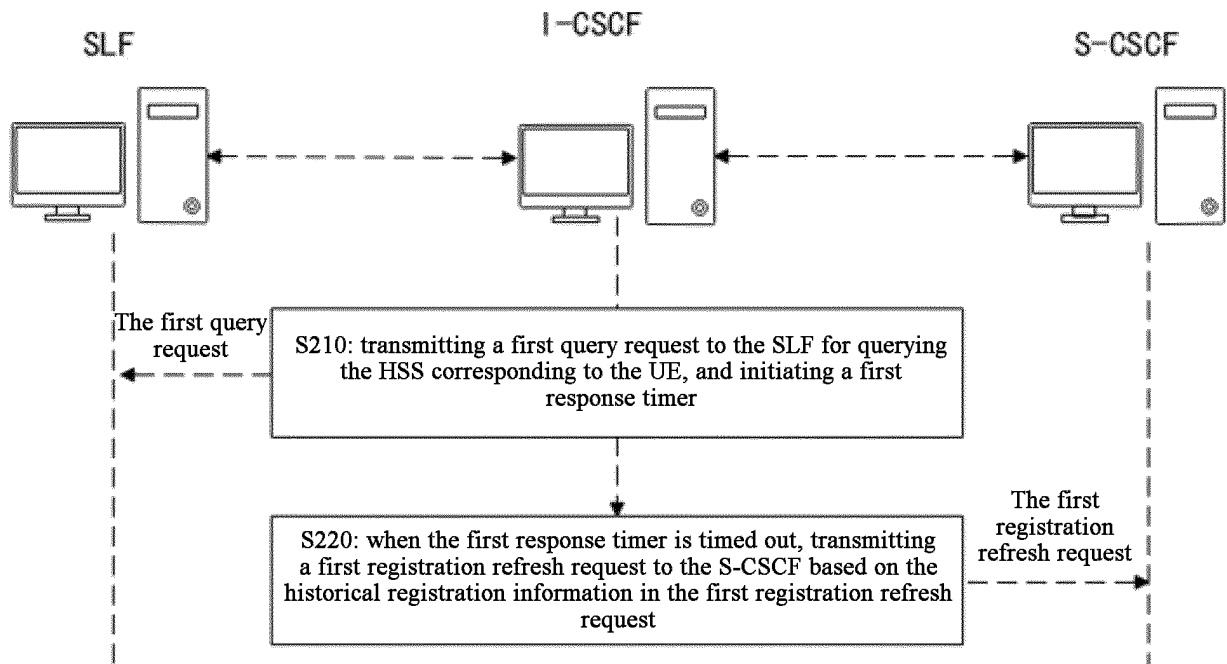 SLF
I-CSCF
S-CSCF
The first query
request
S210: transmitting a first query request to the SLF for querying
the HSS corresponding to the UE, and initiating a first
response timer
The first
registration
refresh request
S220: when the first response timer is timed out, transmitting
a first registration refresh request to the S-CSCF based on the
historical registration information in the first registration refresh
request